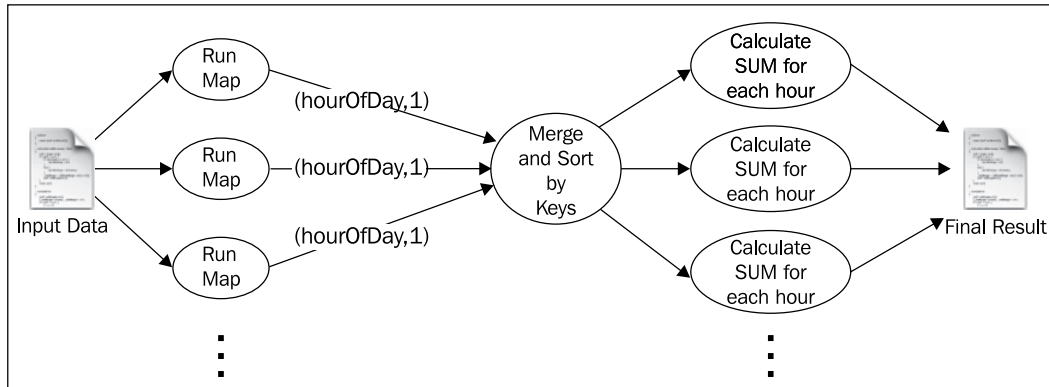 Input Data
Run
Map
(hourOfDay,1)
Run
Map
(hourOfDay,1)
Run
Map
(hourOfDay,1)
Merge
and Sort
by
Keys
Calculate
SUM for
each hour
Calculate
SUM for
each hour
Calculate
SUM for
each hour
Final Result